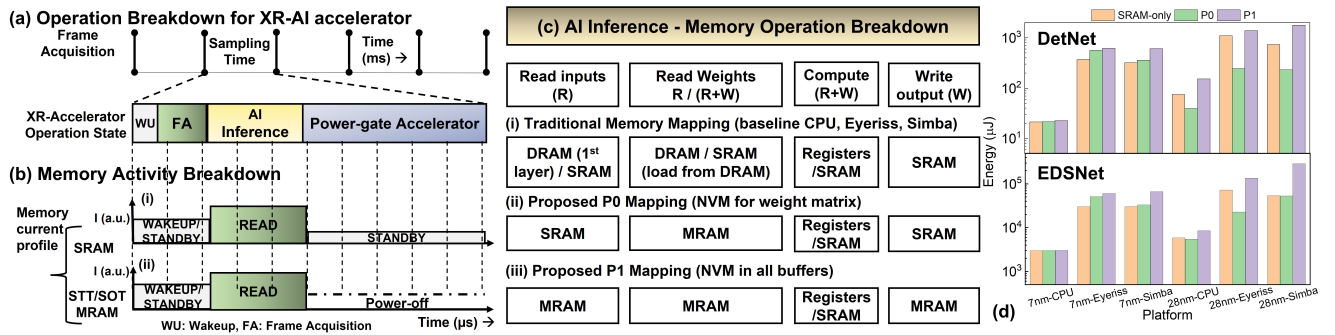 (a) Operation Breakdown for XR-AI accelerator
Frame
Acquisition
Sampling
Time
Time
(ms) →
XR-Accelerator
Operation State
WU
FA
AI
Inference
Power-gate Accelerator
(b) Memory Activity Breakdown
Memory
current
profile
(i)
I (a.u.)
WAKEUP/
STANDBY
READ
STANDBY
SRAM
I (a.u.)
(ii)
WAKEUP/
STANDBY
READ
Power-off
STT/SOT
MRAM
WU: Wakeup, FA: Frame Acquisition
Time (µs) →
(c) AI Inference - Memory Operation Breakdown
Read inputs
(R)
Read Weights
R / (R+W)
Compute
(R+W)
Write
output (W)
(i) Traditional Memory Mapping (baseline CPU, Eyeriss, Simba)
DRAM (1st
layer) / SRAM
DRAM / SRAM
(load from DRAM)
Registers
/SRAM
SRAM
(ii) Proposed P0 Mapping (NVM for weight matrix)
SRAM
MRAM
Registers
/SRAM
SRAM
(iii) Proposed P1 Mapping (NVM in all buffers)
MRAM
MRAM
Registers
/SRAM
MRAM
SRAM-only
P0
P1
DetNet
10³
10²
10¹
Energy (µJ)
EDSNet
10⁵
10⁴
10³
7nm-CPU
7nm-Eyeriss
7nm-Simba
28nm-CPU
28nm-Eyeriss
28nm-Simba
Platform
(d)